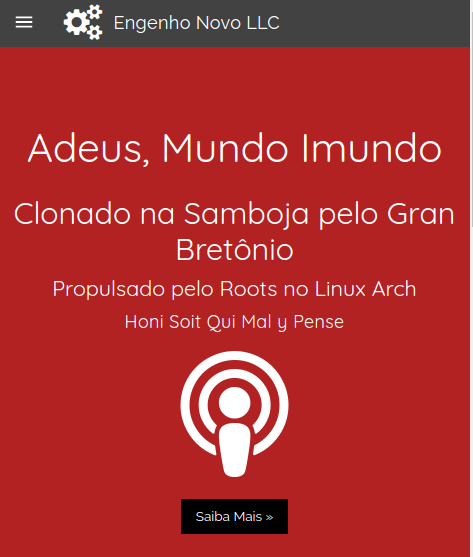 Engenho Novo LLC
Adeus, Mundo Imundo
Clonado na Samboja pelo Gran
Bretônio
Propulsado pelo Roots no Linux Arch
Honi Soit Qui Mal y Pense
Saiba Mais »